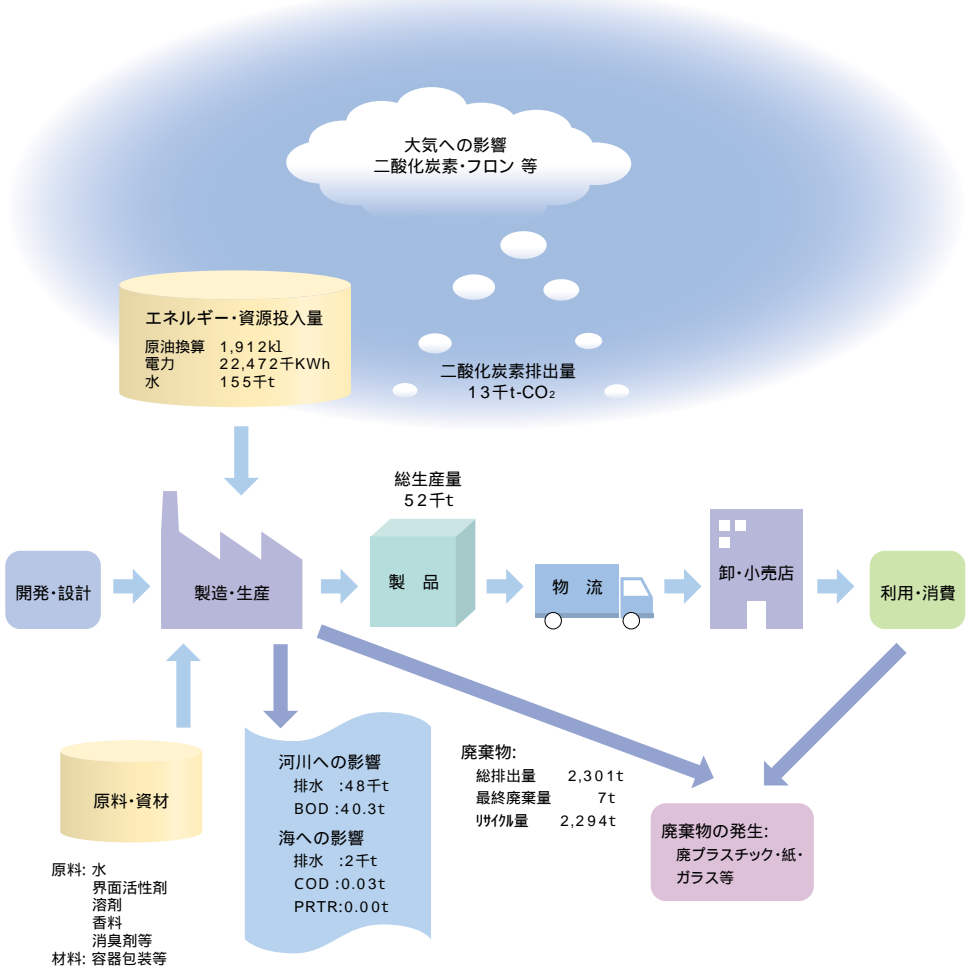 大気への影響
二酸化炭素・フロン 等
エネルギー・資源投入量
原油換算 1,912kl
電力 22,472千KWh
水 155千t
二酸化炭素排出量
13千t-CO₂
総生産量
52千t
開発・設計
製造・生産
製 品
物 流
卸・小売店
利用・消費
原料・資材
原料: 水
界面活性剤
溶剤
香料
消臭剤等
材料: 容器包装等
河川への影響
排水 :48千t
BOD :40.3t
海への影響
排水 :2千t
COD :0.03t
PRTR:0.00t
廃棄物:
総排出量 2,301t
最終廃棄量 7t
リサイクル量 2,294t
廃棄物の発生:
廃プラスチック・紙・
ガラス等